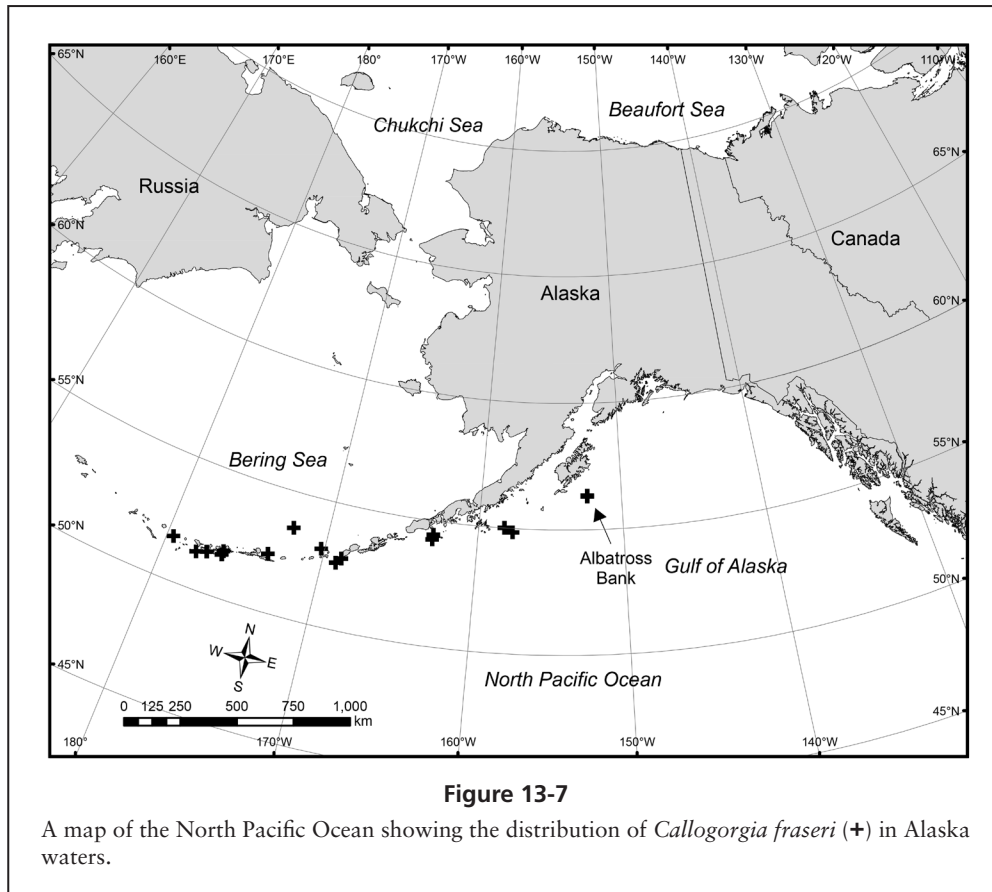 160°E 170°E 180° 170°W 160°W 150°W 140°W 130°W 120°W 110°W
65°N
Beaufort Sea
Chukchi Sea
65°N
Russia
60°N
Canada
Alaska
60°N
55°N
55°N
Bering Sea
50°N
Albatross
Bank
Gulf of Alaska
50°N
N
W E
S
45°N
North Pacific Ocean
0 125 250 500 750 1,000
km
45°N
180° 170°W 160°W 150°W 140°W
Figure 13-7
A map of the North Pacific Ocean showing the distribution of Callogorgia fraseri (+) in Alaska
waters.